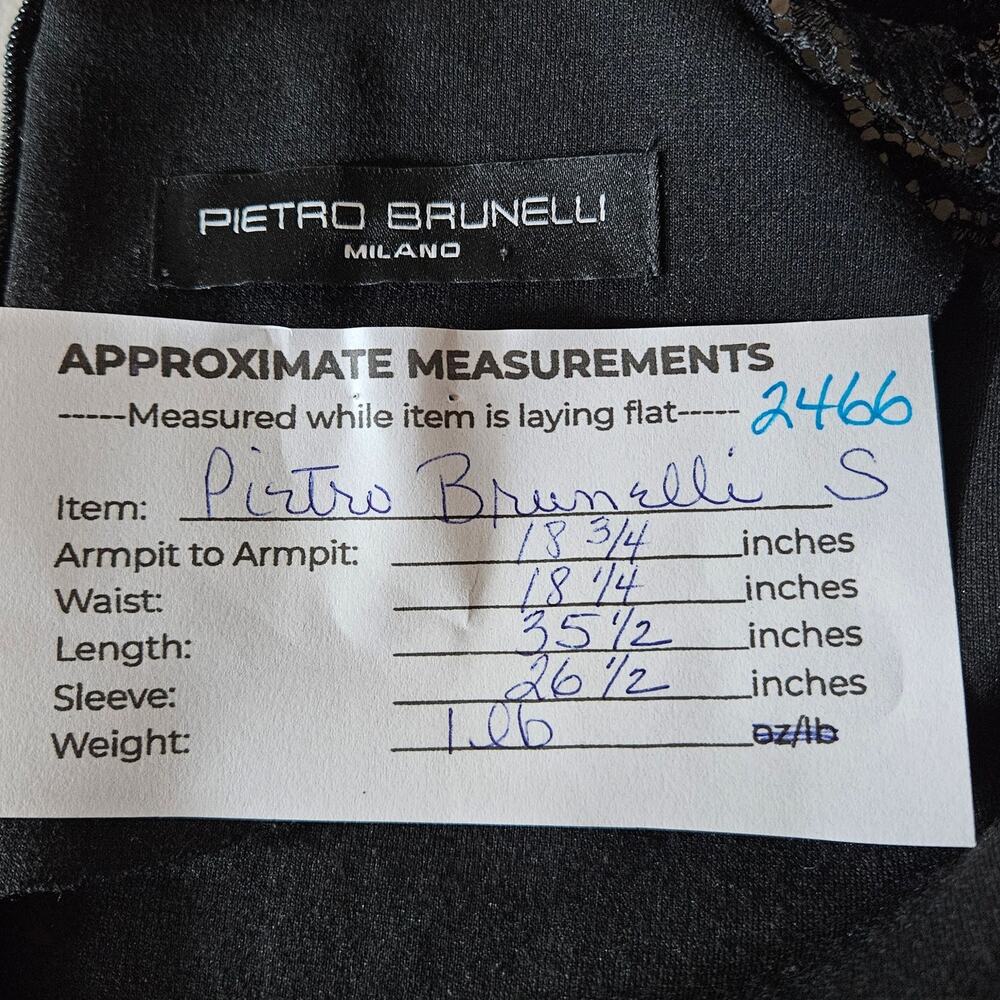 PIETRO BRUNELLI
MILANO
APPROXIMATE MEASUREMENTS
-----Measured while item is laying flat----- 2466
Item: Pietro Brunelli S
Armpit to Armpit: 18 3/4 inches
Waist: 18 1/4 inches
Length: 35 1/2 inches
Sleeve: 26 1/2 inches
Weight: 1 lb oz/lb